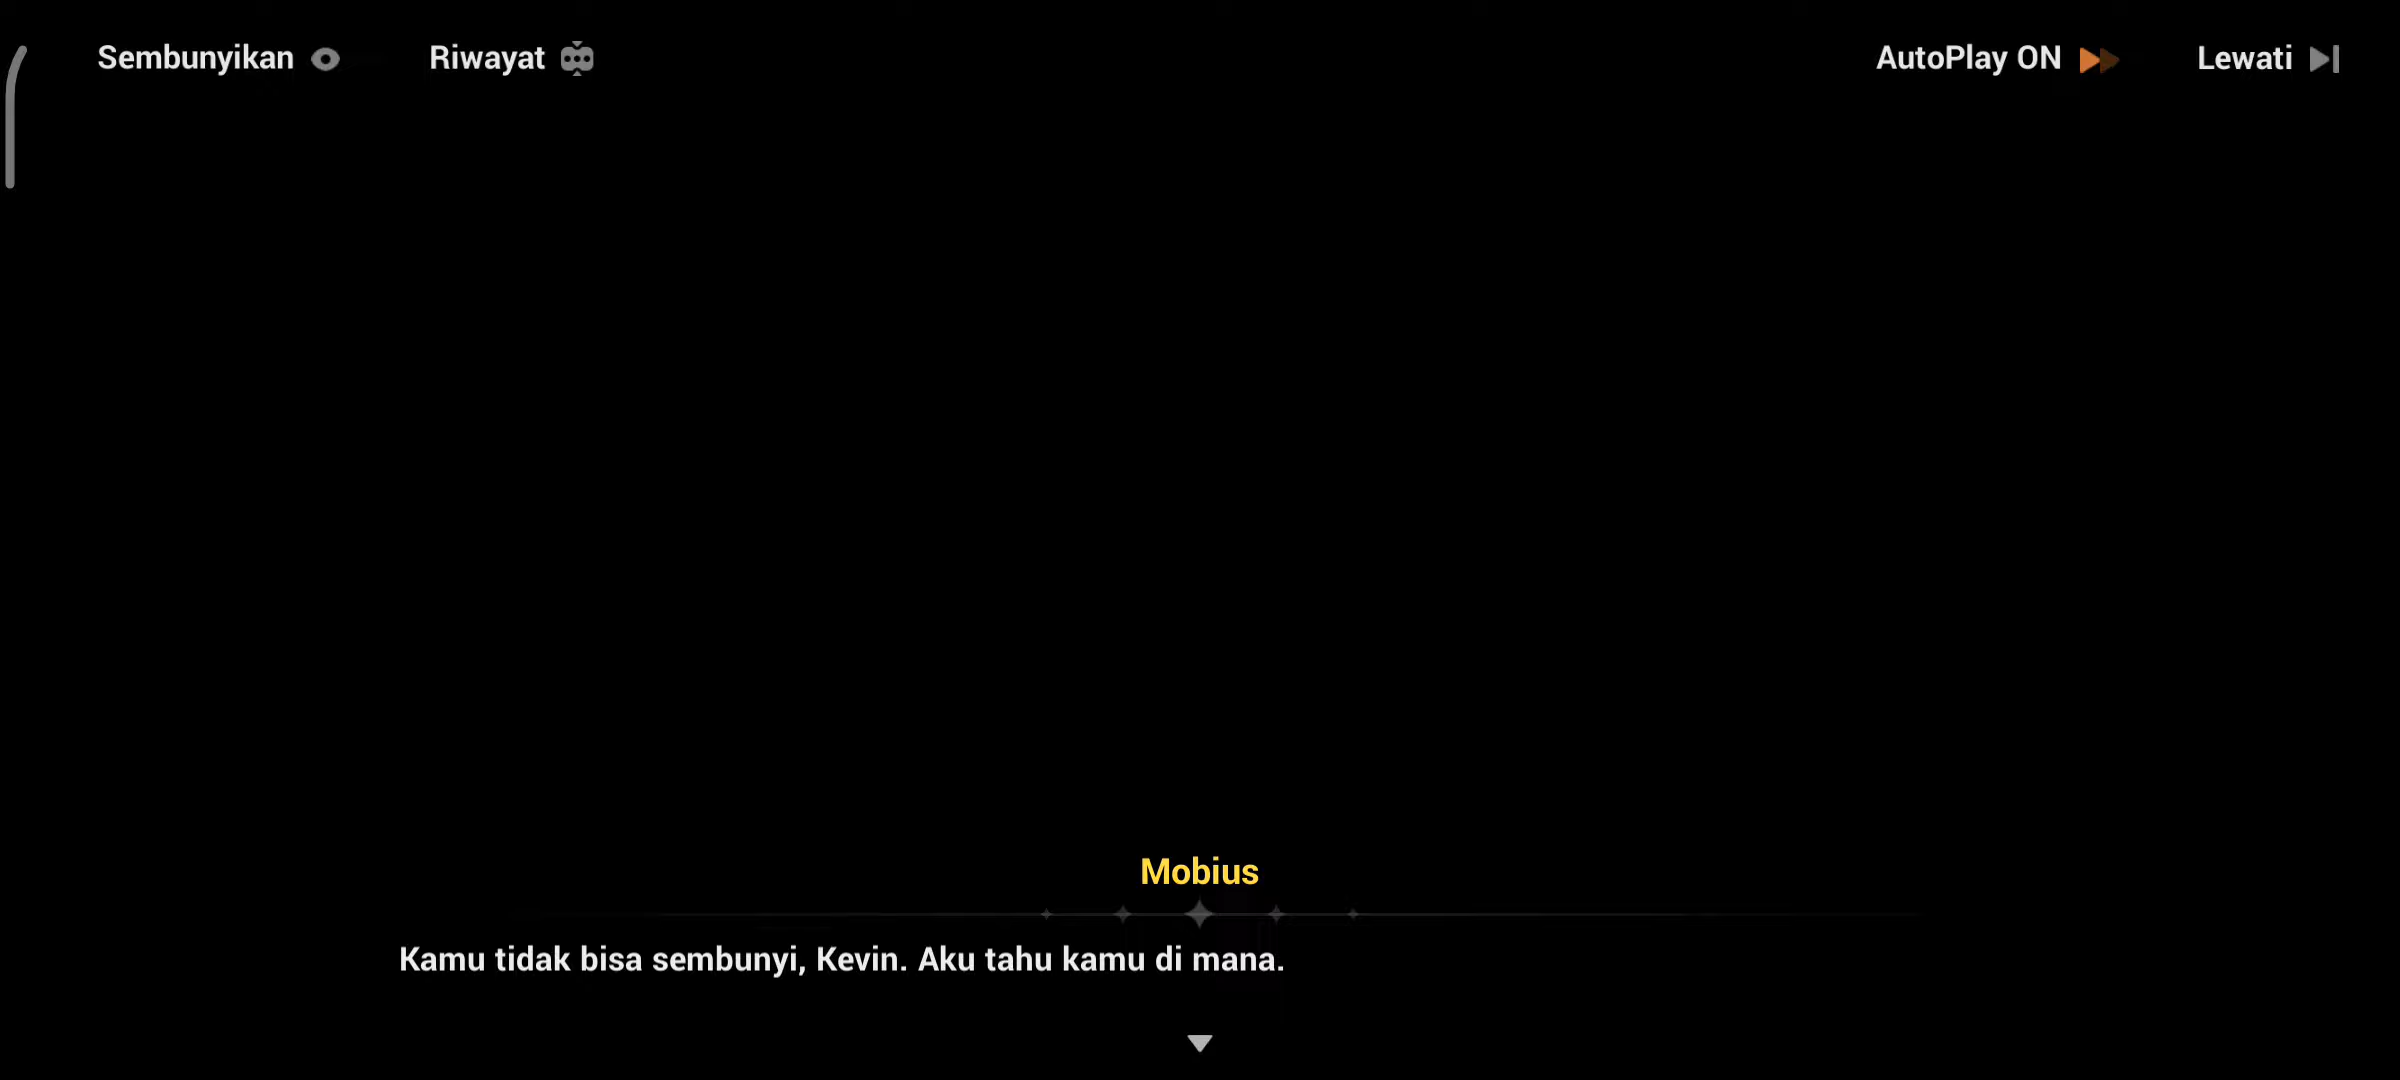 Sembunyikan Riwayat AutoPlay ON Lewati
Mobius
Kamu tidak bisa sembunyi, Kevin. Aku tahu kamu di mana.